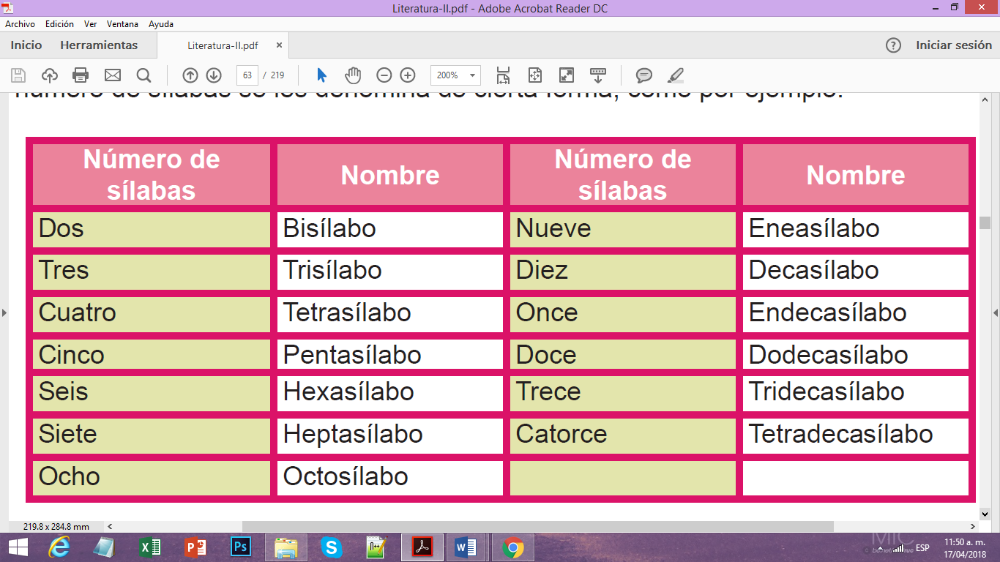 Literatura-II.pdf - Adobe Acrobat Reader DC
Archivo Edición Ver Ventana Ayuda
Inicio Herramientas Literatura-II.pdf × ? Iniciar sesión
63 / 219 200%
número de sílabas se les denomina de cierta forma, como por ejemplo:
Número de sílabas Nombre Número de sílabas Nombre
Dos Bisílabo Nueve Eneasílabo
Tres Trisílabo Diez Decasílabo
Cuatro Tetrasílabo Once Endecasílabo
Cinco Pentasílabo Doce Dodecasílabo
Seis Hexasílabo Trece Tridecasílabo
Siete Heptasílabo Catorce Tetradecasílabo
Ocho Octosílabo
219.8 x 284.8 mm
ESP 11:50 a. m.
17/04/2018